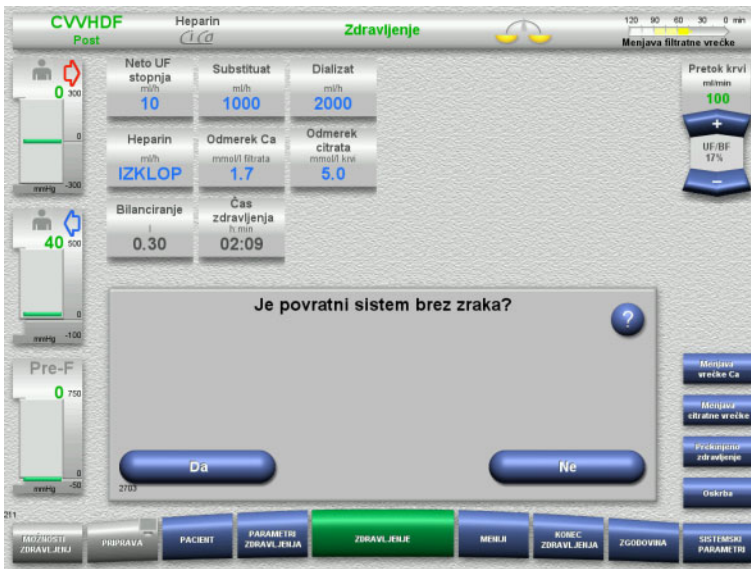 CVVHDF
Post
Heparin
Ci Ca
Zdravljenje
120 90 60 30 0 min
Menjava filtratne vrečke
0
300
0
-300
mmHg
40
500
0
-100
mmHg
Pre-F
0
750
0
-50
mmHg
Neto UF
stopnja
ml/h
10
Substituat
ml/h
1000
Dializat
ml/h
2000
Heparin
ml/h
IZKLOP
Odmerek Ca
mmol/l filtrata
1.7
Odmerek
citrata
mmol/l krvi
5.0
Bilanciranje
l
0.30
Čas
zdravljenja
h:min
02:09
Pretok krvi
ml/min
100
+
UF/BF
17%
−
Je povratni sistem brez zraka?
?
Da
Ne
2703
Menjava
vrečke Ca
Menjava
citratne vrečke
Prekinjeno
zdravljenje
Oskrba
211
MOŽNOSTI
ZDRAVLJENJ
PRIPRAVA
PACIENT
PARAMETRI
ZDRAVLJENJA
ZDRAVLJENJE
MENIJI
KONEC
ZDRAVLJENJA
ZGODOVINA
SISTEMSKI
PARAMETRI